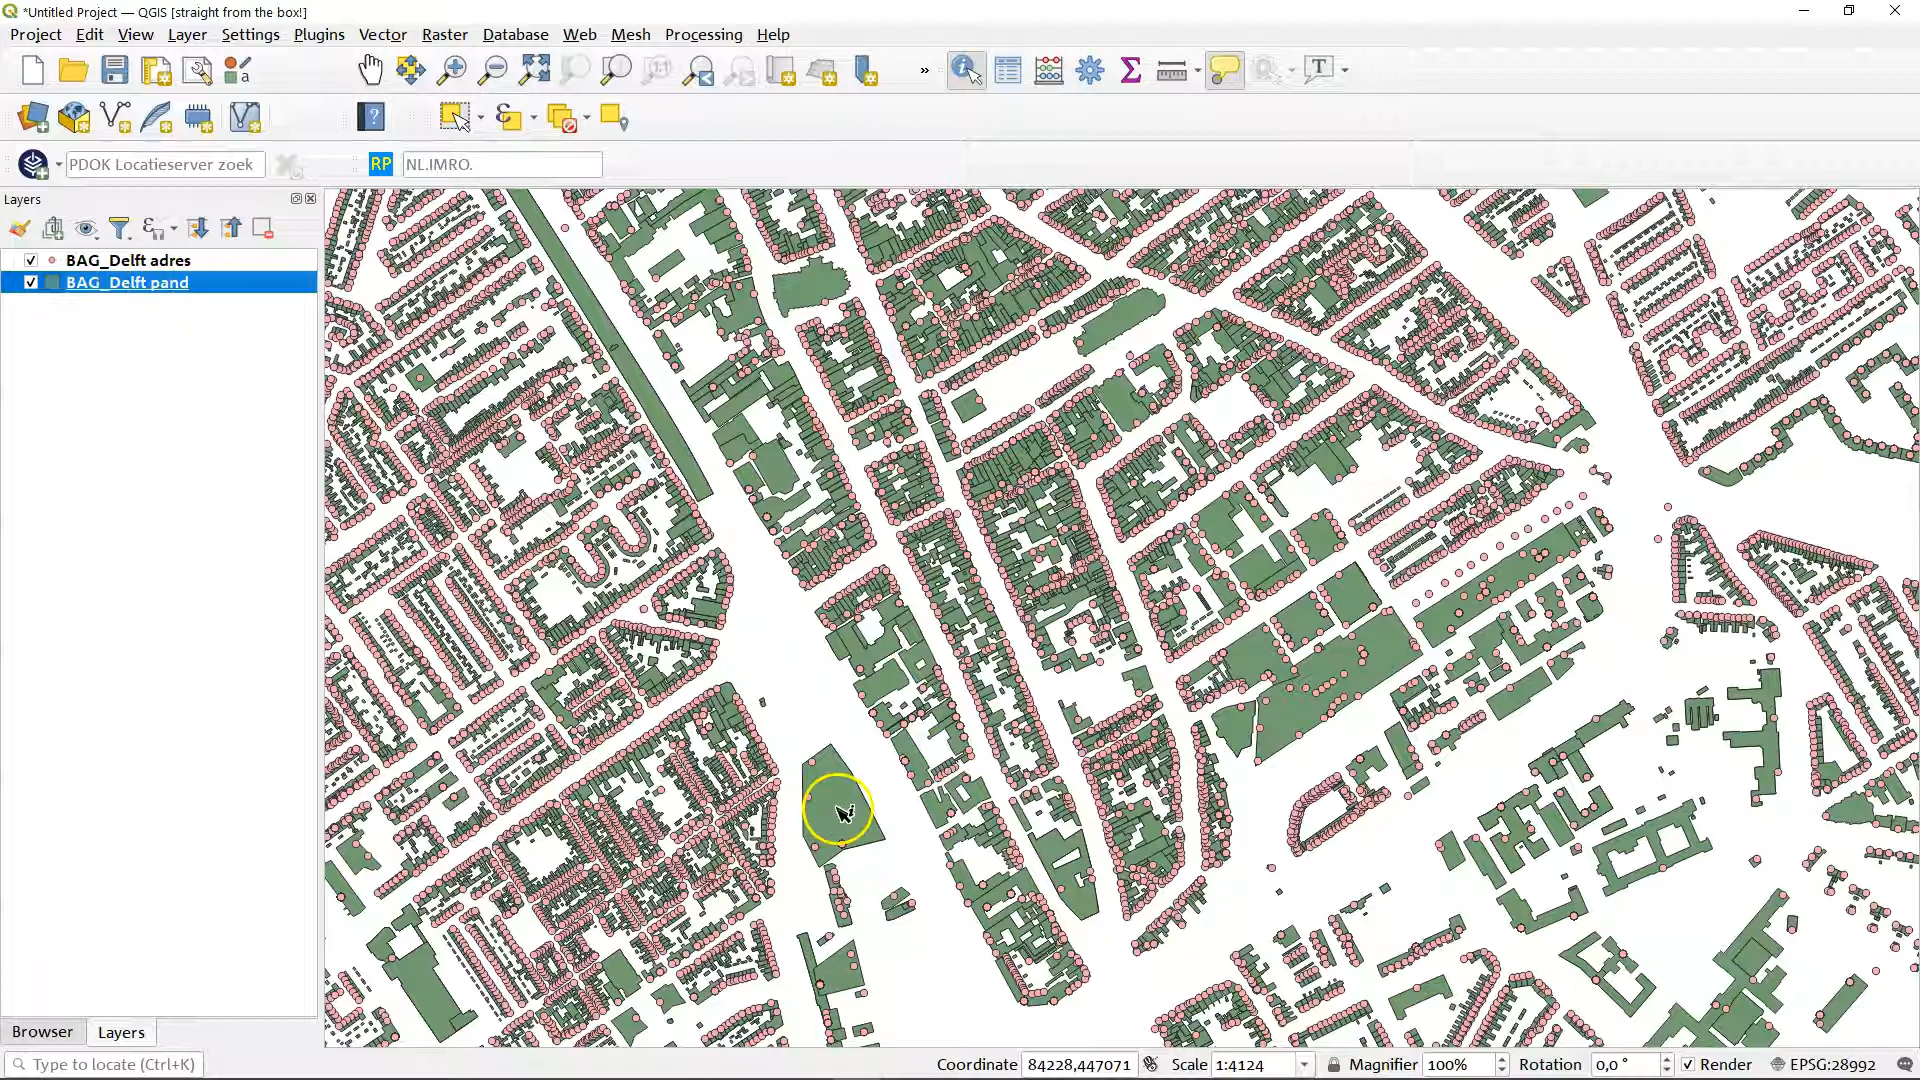 *Untitled Project — QGIS [straight from the box!]
Project Edit View Layer Settings Plugins Vector Raster Database Web Mesh Processing Help
PDOK Locatieserver zoek RP NL.IMRO.
Layers
BAG_Delft adres
BAG_Delft pand
Browser Layers
Type to locate (Ctrl+K) Coordinate 84228,447071 Scale 1:4124 Magnifier 100% Rotation 0,0 ° Render EPSG:28992